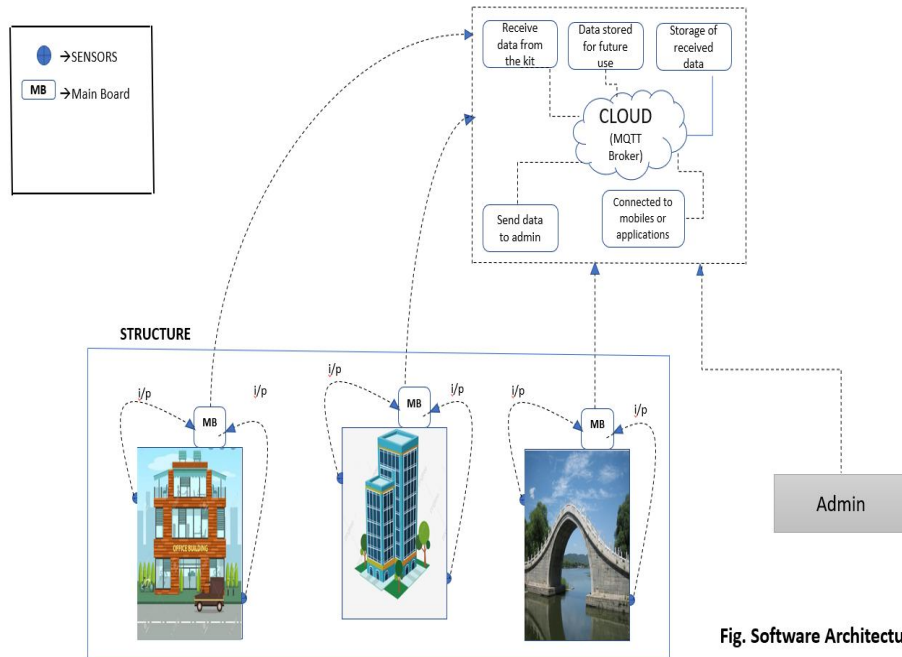 →SENSORS
MB →Main Board
Receive
data from
the kit
Data stored
for future
use
Storage of
received
data
CLOUD
(MQTT
Broker)
Send data
to admin
Connected to
mobiles or
applications
STRUCTURE
i/p
i/p
MB
i/p
i/p
MB
i/p
i/p
MB
OFFICE BUILDING
Admin
Fig. Software Architectu